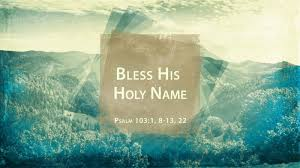 Bless His
Holy Name
Psalm 103:1, 8-13, 22